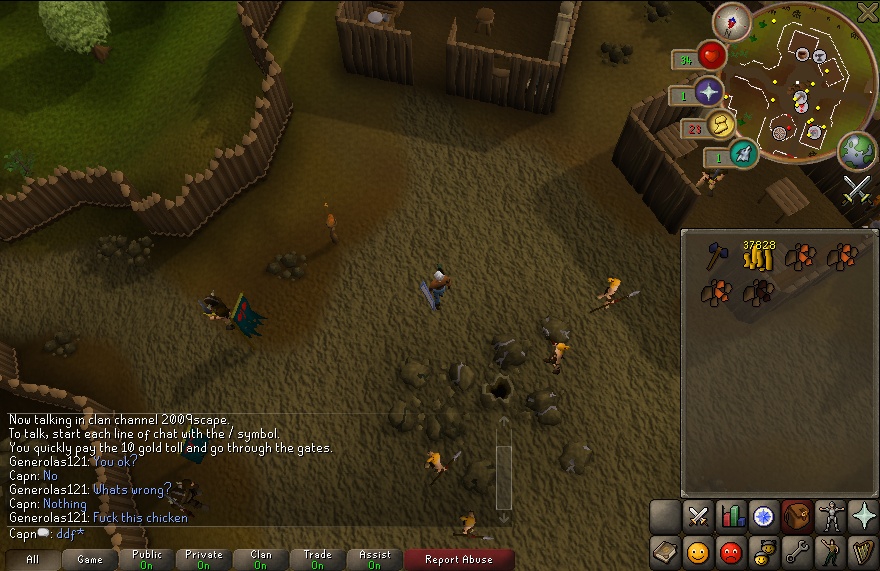 N
34
1
23
1
37828
Now talking in clan channel 2009scape.
To talk, start each line of chat with the / symbol.
You quickly pay the 10 gold toll and go through the gates.
Generolas121: You ok?
Capn: No
Generolas121: Whats wrong?
Capn: Nothing
Generolas121: Fuck this chicken
Capn: ddf*
All
Game
Public
On
Private
On
Clan
On
Trade
On
Assist
On
Report Abuse